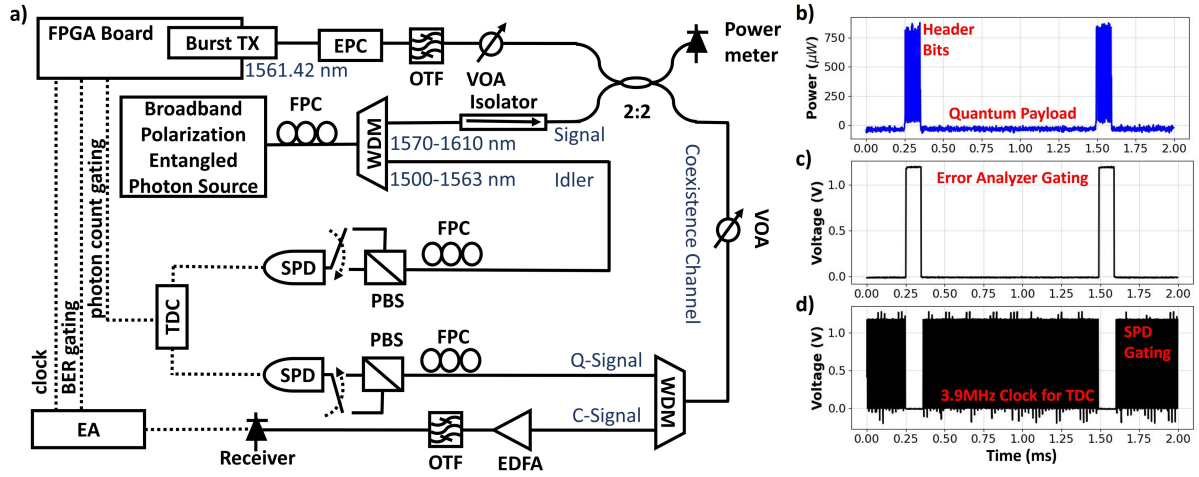 a)
FPGA Board
Burst TX
EPC
OTF
VOA
1561.42 nm
Power
meter
2:2
Broadband
Polarization
Entangled
Photon Source
FPC
WDM
Isolator
1570-1610 nm
Signal
1500-1563 nm
Idler
Coexistence Channel
VOA
photon count gating
BER gating
clock
TDC
SPD
PBS
FPC
SPD
PBS
FPC
Q-Signal
C-Signal
WDM
EA
Receiver
OTF
EDFA
b)
Power (μW)
750
500
250
0
Header
Bits
Quantum Payload
0.00 0.25 0.50 0.75 1.00 1.25 1.50 1.75 2.00
c)
Voltage (V)
1.0
0.5
0.0
Error Analyzer Gating
0.00 0.25 0.50 0.75 1.00 1.25 1.50 1.75 2.00
d)
Voltage (V)
1.0
0.5
0.0
SPD
Gating
3.9MHz Clock for TDC
0.00 0.25 0.50 0.75 1.00 1.25 1.50 1.75 2.00
Time (ms)